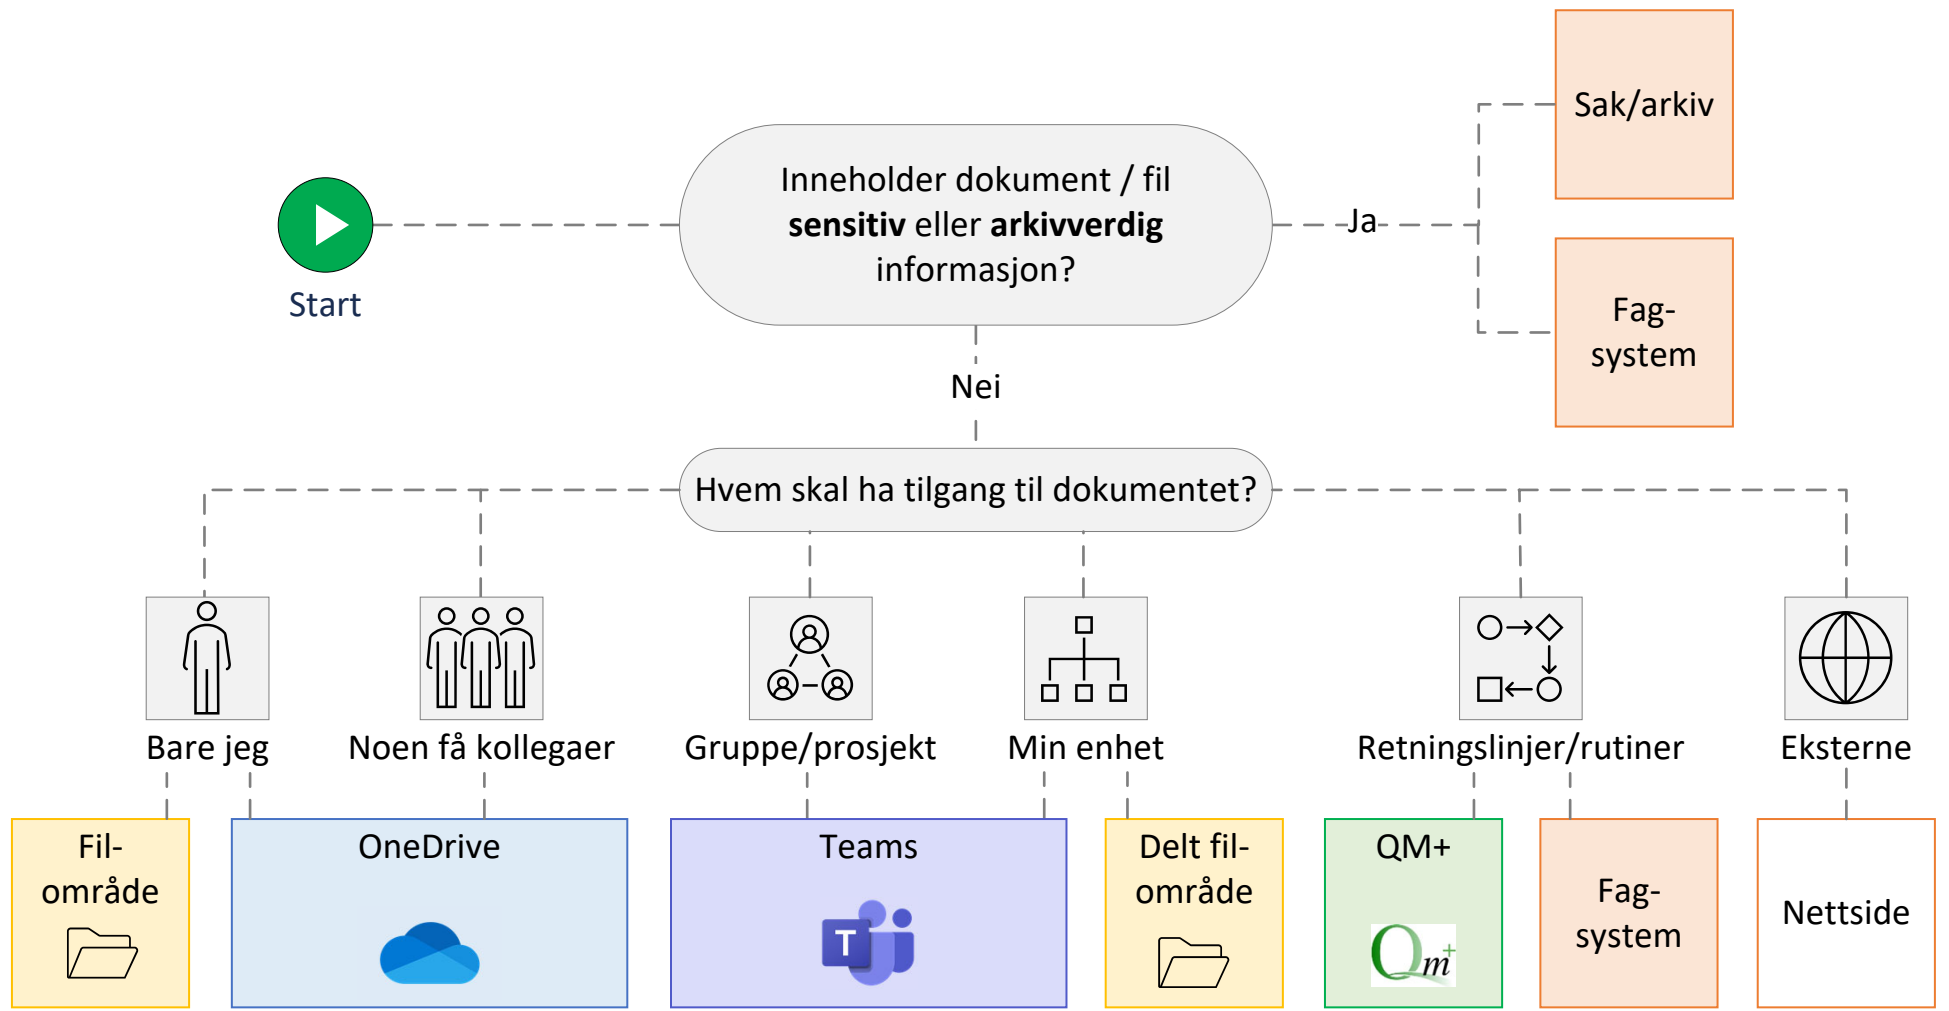 Sak/arkiv
Inneholder dokument / fil
sensitiv eller arkivverdig
informasjon?
Ja
Start
Fag-
system
Nei
Hvem skal ha tilgang til dokumentet?
Bare jeg
Noen få kollegaer
Gruppe/prosjekt
Min enhet
Retningslinjer/rutiner
Eksterne
Fil-
område
OneDrive
Teams
T
Delt fil-
område
QM+
Qm+
Fag-
system
Nettside